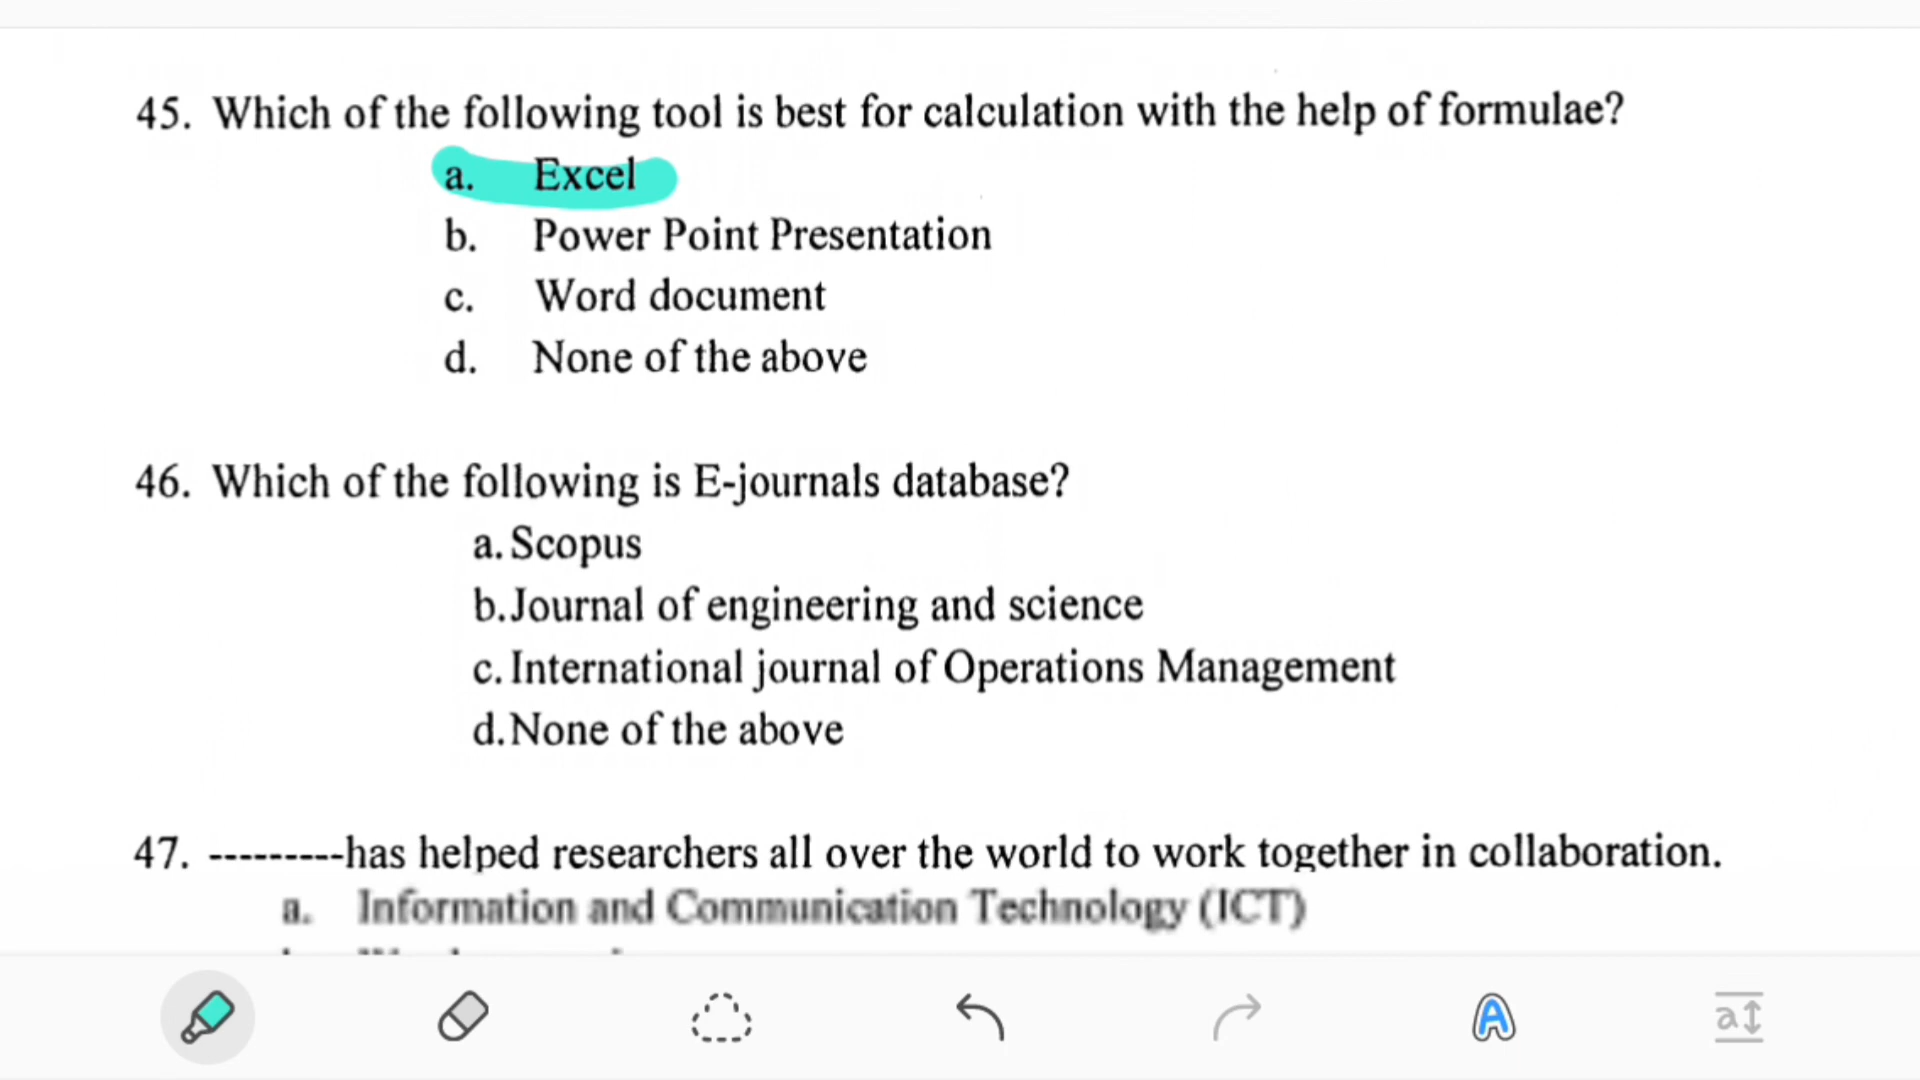 45. Which of the following tool is best for calculation with the help of formulae?
a. Excel
b. Power Point Presentation
c. Word document
d. None of the above
46. Which of the following is E-journals database?
a. Scopus
b. Journal of engineering and science
c. International journal of Operations Management
d. None of the above
47. ---------has helped researchers all over the world to work together in collaboration.
a. Information and Communication Technology (ICT)
A
a